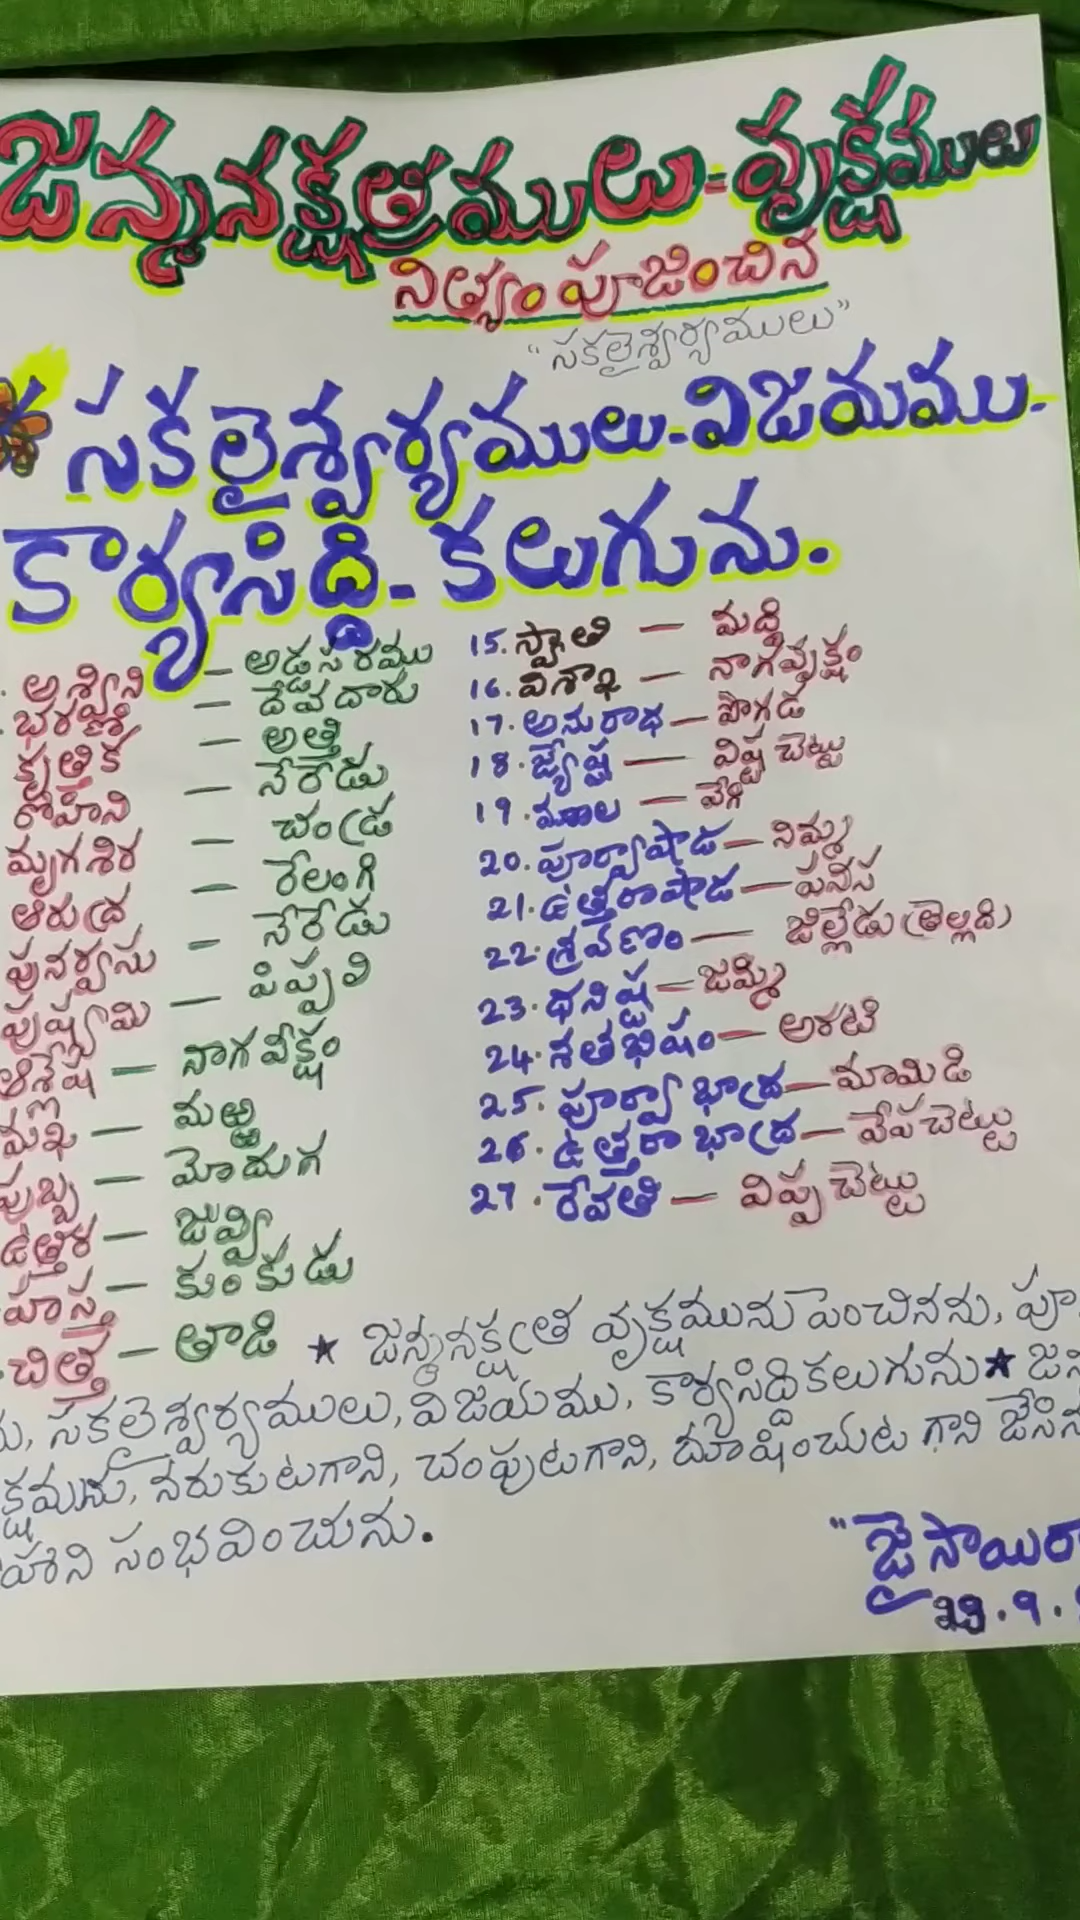 జన్మనక్షత్రములు-వృక్షములు
నిత్యం పూజించిన
"సకలైశ్వర్యములు"
సకలైశ్వర్యములు-విజయము-
కార్యసిద్ది-కలుగును.
అశ్విని – అడ్డసరము
భరణి – దేవదారు
కృత్తిక – అత్తి
రోహిణి – నేరేడు
మృగశిర – చండ్ర
ఆరుద్ర – రేలంగి
పునర్వసు – నేరేడు
పుష్యమి – పిప్పలి
ఆశ్లేష – నాగవీక్షం
మఖ – మఱ్ఱి
పుబ్బ – మోదుగ
ఉత్తర – జువ్వి
హస్త – కుంకుడు
చిత్త – తాడి
15. స్వాతి – మద్ది
16. విశాఖ – నాగవృక్షం
17. అనురాధ – పొగడ
18. జ్యేష్ఠ – విష్ట చెట్టు
19. మూల – వేగి
20. పూర్వాషాడ – నిమ్మ
21. ఉత్తరాషాడ – పనస
22. శ్రవణం – జిల్లేడు (తెల్లది)
23. ధనిష్ట – జమ్మి
24. శతభిషం – అరటి
25. పూర్వా భాద్ర – మామిడి
26. ఉత్తరా భాద్ర – వేపచెట్టు
27. రేవతి – విప్పచెట్టు
★ జన్మనక్షత్ర వృక్షమును పెంచినను, పూ
ను, సకలైశ్వర్యములు, విజయము, కార్యసిద్ది కలుగును ★ జన
క్షమును, నరుకుటగాని, చంపుటగాని, దూషించుట గాని జేసిన
హాని సంభవించును.
"జై సాయిరా